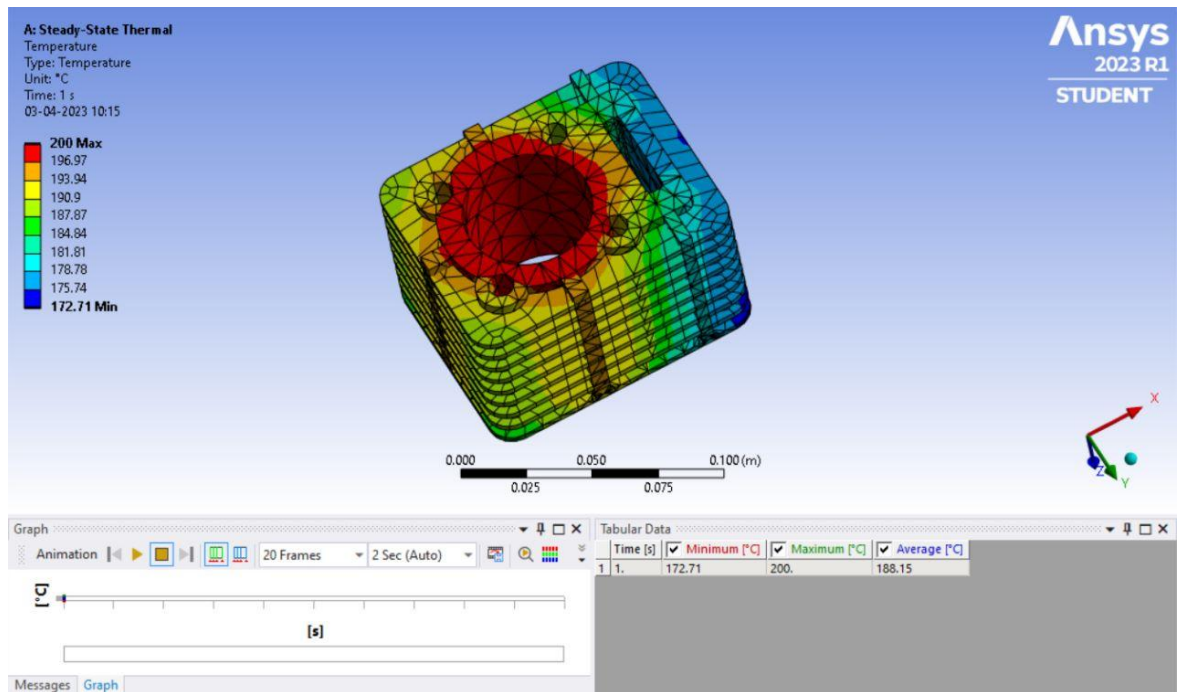 A: Steady-State Thermal
Temperature
Type: Temperature
Unit: °C
Time: 1 s
03-04-2023 10:15
200 Max
196.97
193.94
190.9
187.87
184.84
181.81
178.78
175.74
172.71 Min
Ansys
2023 R1
STUDENT
X
Y
Z
0.000 0.050 0.100 (m)
0.025 0.075
Graph
Animation 20 Frames 2 Sec (Auto)
[°C]
[s]
Messages Graph
Tabular Data
Time [s] Minimum [°C] Maximum [°C] Average [°C]
1 1. 172.71 200. 188.15